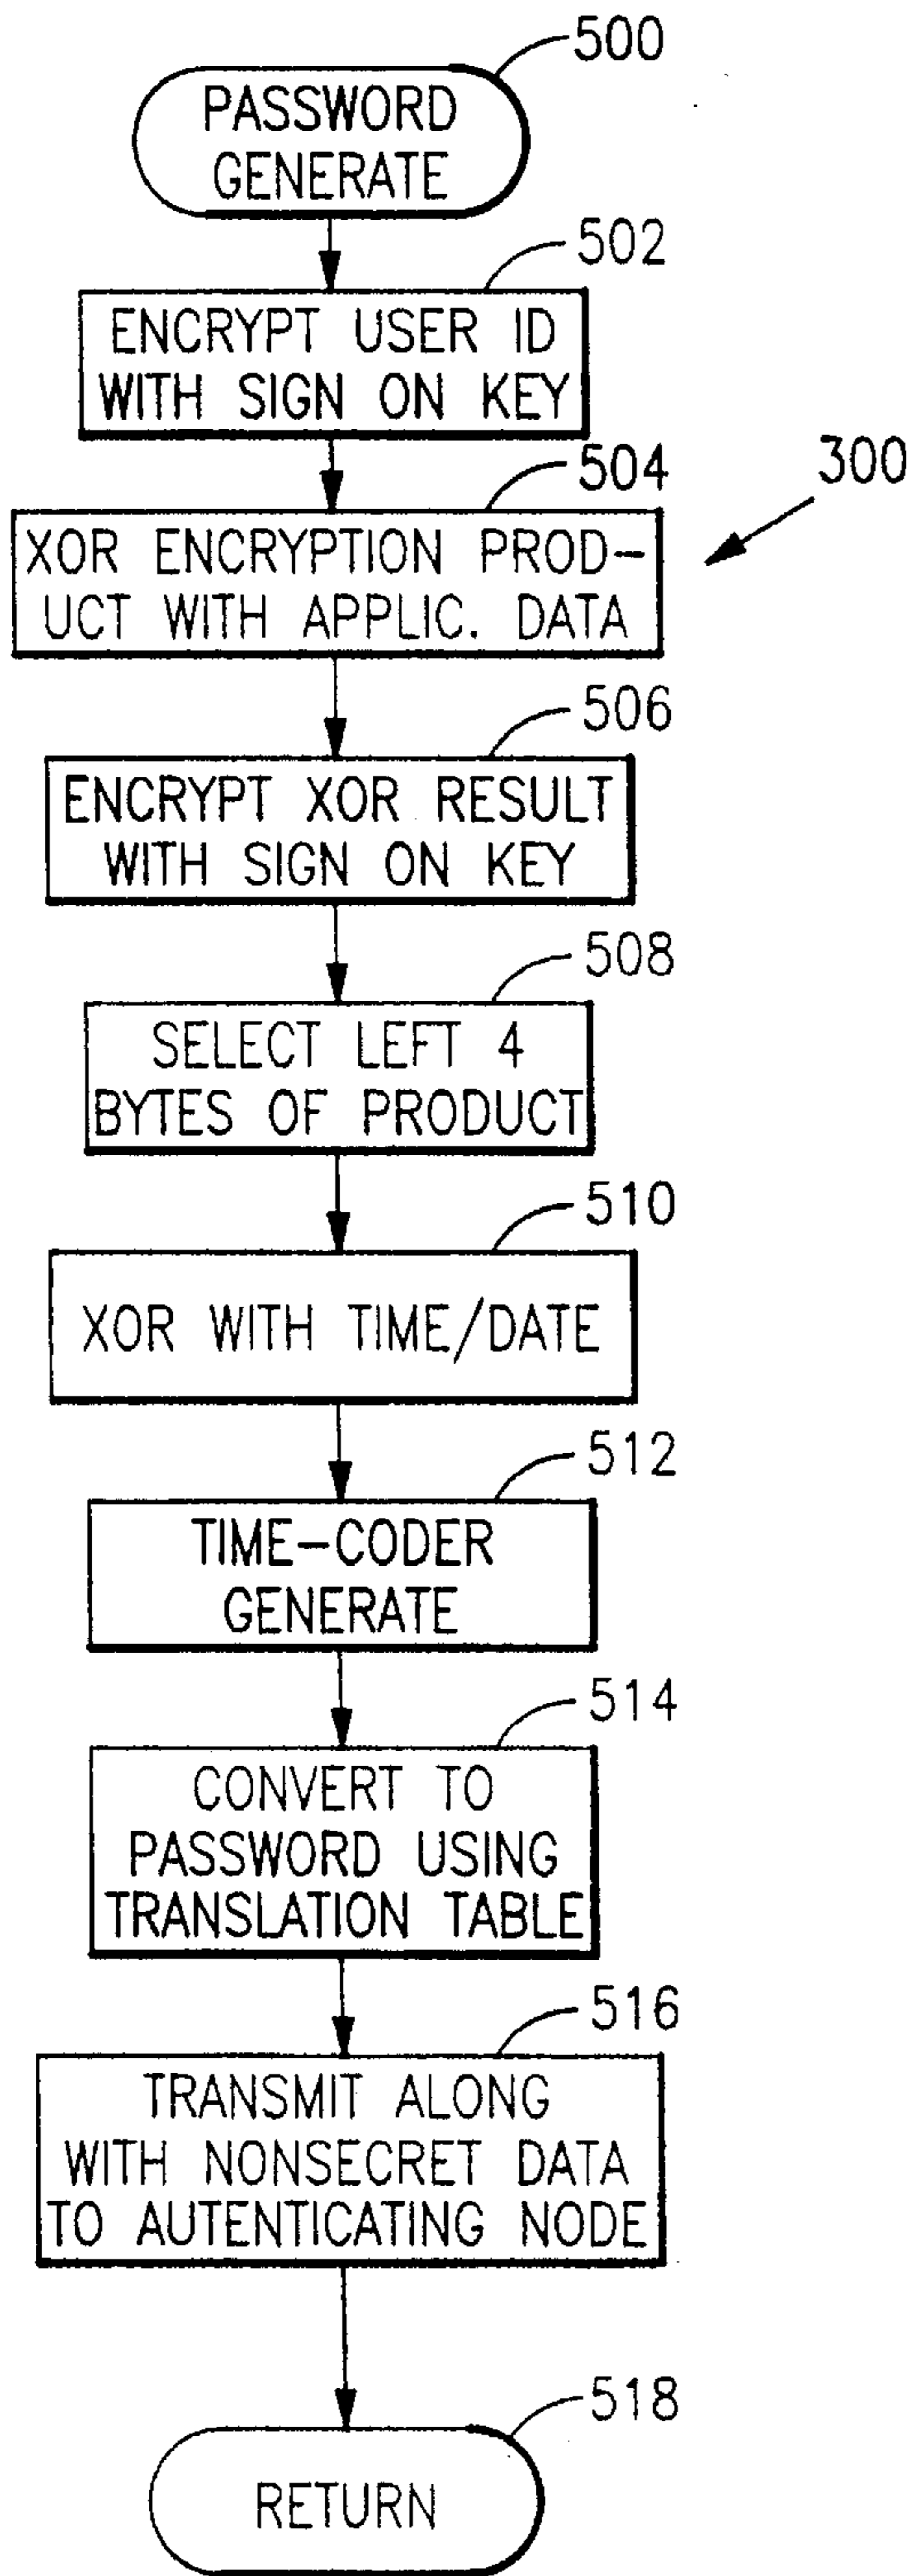 500
PASSWORD
GENERATE
502
ENCRYPT USER ID
WITH SIGN ON KEY
504
300
XOR ENCRYPTION PROD-
UCT WITH APPLIC. DATA
506
ENCRYPT XOR RESULT
WITH SIGN ON KEY
508
SELECT LEFT 4
BYTES OF PRODUCT
510
XOR WITH TIME/DATE
512
TIME-CODER
GENERATE
514
CONVERT TO
PASSWORD USING
TRANSLATION TABLE
516
TRANSMIT ALONG
WITH NONSECRET DATA
TO AUTENTICATING NODE
518
RETURN